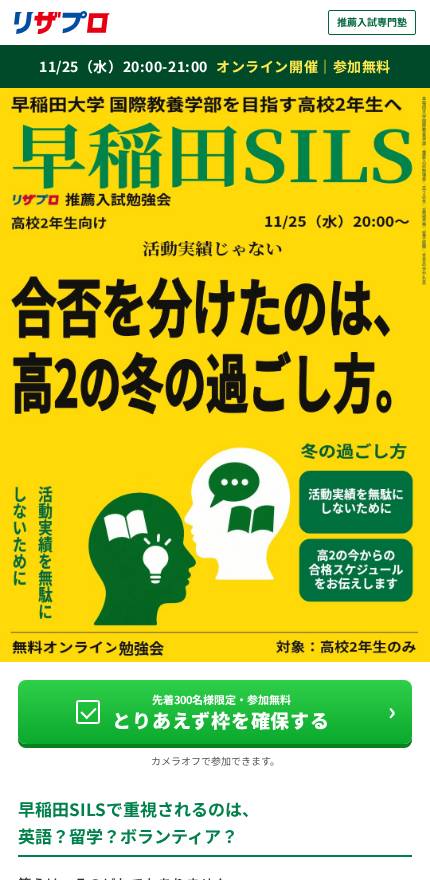 リザプロ
推薦入試専門塾
11/25（水）20:00-21:00 オンライン開催｜参加無料
早稲田大学 国際教養学部を目指す高校2年生へ
早稲田SILS
リザプロ 推薦入試勉強会
高校2年生向け
11/25（水）20:00〜
活動実績じゃない
合否を分けたのは、
高2の冬の過ごし方。
冬の過ごし方
活動実績を無駄に
しないために
活動実績を無駄に
しないために
高2の今からの
合格スケジュール
をお伝えします
無料オンライン勉強会
対象：高校2年生のみ
先着300名様限定・参加無料
とりあえず枠を確保する
カメラオフで参加できます。
早稲田SILSで重視されるのは、
英語？留学？ボランティア？